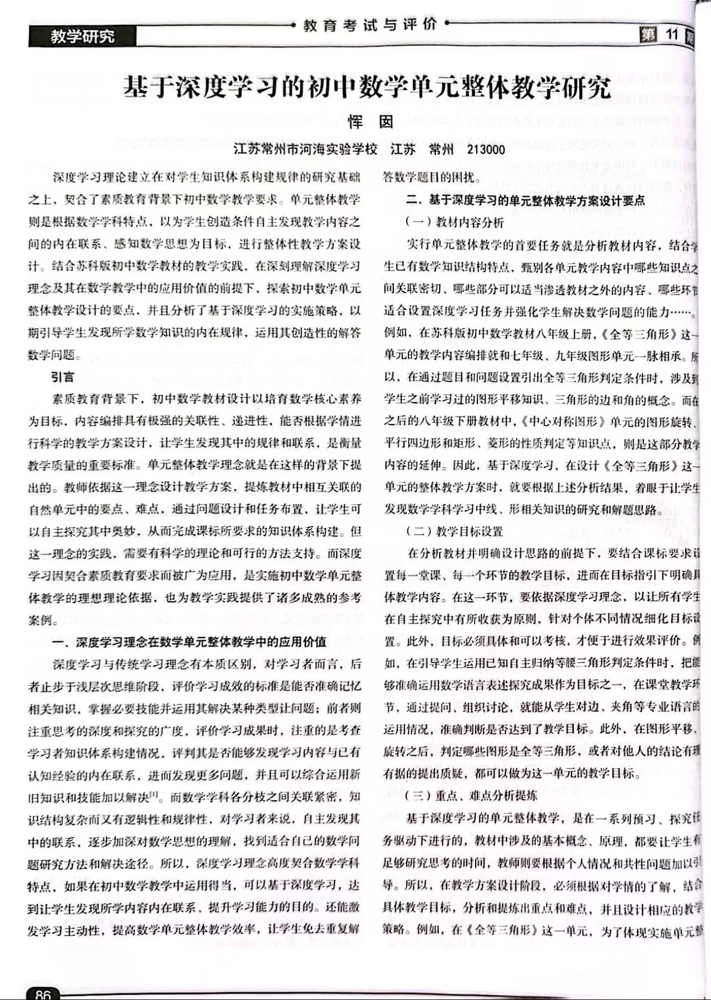 教学研究
教育考试与评价
第 11 期
基于深度学习的初中数学单元整体教学研究
恽 囡
江苏常州市河海实验学校 江苏 常州 213000
深度学习理论建立在对学生知识体系构建规律的研究基础
之上，契合了素质教育背景下初中数学教学要求。单元整体教学
则是根据数学学科特点，以为学生创造条件自主发现教学内容之
间的内在联系、感知数学思想为目标，进行整体性教学方案设
计。结合苏科版初中数学教材的教学实践，在深刻理解深度学习
理念及其在数学教学中的应用价值的前提下，探索初中数学单元
整体教学设计的要点，并且分析了基于深度学习的实施策略，以
期引导学生发现所学数学知识的内在规律，运用其创造性的解答
数学问题。
引言
素质教育背景下，初中数学教材设计以培育数学核心素养
为目标，内容编排具有极强的关联性、递进性，能否根据学情进
行科学的教学方案设计，让学生发现其中的规律和联系，是衡量
教学质量的重要标准。单元整体教学理念就是在这样的背景下提
出的。教师依据这一理念设计教学方案，提炼教材中相互关联的
自然单元中的要点、难点，通过问题设计和任务布置，让学生可
以自主探究其中奥妙，从而完成课标所要求的知识体系构建。但
这一理念的实践，需要有科学的理论和可行的方法支持。而深度
学习因契合素质教育要求而被广为应用，是实施初中数学单元整
体教学的理想理论依据，也为教学实践提供了诸多成熟的参考
案例。
一、深度学习理念在数学单元整体教学中的应用价值
深度学习与传统学习理念有本质区别，对学习者而言，后
者止步于浅层次思维阶段，评价学习成效的标准是能否准确记忆
相关知识，掌握必要技能并运用其解决某种类型让问题；前者则
注重思考的深度和探究的广度，评价学习成果时，注重的是考查
学习者知识体系构建情况，评判其是否能够发现学习内容与已有
认知经验的内在联系，进而发现更多问题，并且可以综合运用新
旧知识和技能加以解决[1]。而数学学科各分枝之间关联紧密，知
识结构复杂而又有逻辑性和规律性，对学习者来说，自主发现其
中的联系，逐步加深对数学思想的理解，找到适合自己的数学问
题研究方法和解决途径。所以，深度学习理念高度契合数学学科
特点，如果在初中数学教学中运用得当，可以基于深度学习，达
到让学生发现所学内容内在联系、提升学习能力的目的。还能激
发学习主动性，提高数学单元整体教学效率，让学生免去重复解
答数学题目的困扰。
二、基于深度学习的单元整体教学方案设计要点
（一）教材内容分析
实行单元整体教学的首要任务就是分析教材内容，结合学
生已有数学知识结构特点，甄别各单元教学内容中哪些知识点之
间关联密切、哪些部分可以适当渗透教材之外的内容、哪些环节
适合设置深度学习任务并强化学生解决数学问题的能力……。
例如，在苏科版初中数学教材八年级上册，《全等三角形》这一
单元的教学内容编排就和七年级、九年级图形单元一脉相承。所
以，在通过题目和问题设置引出全等三角形判定条件时，涉及到
学生之前学习过的图形平移知识、三角形的边和角的概念。而在
之后的八年级下册教材中，《中心对称图形》单元的图形旋转、
平行四边形和矩形、菱形的性质判定等知识点，则是这部分教学
内容的延伸。因此，基于深度学习，在设计《全等三角形》这一
单元的整体教学方案时，就要根据上述分析结果，着眼于让学生
发现数学学科学习中线、形相关知识的研究和解题思路。
（二）教学目标设置
在分析教材并明确设计思路的前提下，要结合课标要求设
置每一堂课、每一个环节的教学目标，进而在目标指引下明确具
体教学内容。在这一环节，要依据深度学习理念，以让所有学生
在自主探究中有所收获为原则，针对个体不同情况细化目标设
置。此外，目标必须具体和可以考核，才便于进行效果评价。例
如，在引导学生运用已知自主归纳等腰三角形判定条件时，把能
够准确运用数学语言表述探究成果作为目标之一，在课堂教学环
节，通过提问、组织讨论，就能从学生对边、夹角等专业语言的
运用情况，准确判断是否达到了教学目标。此外，在图形平移、
旋转之后，判定哪些图形是全等三角形，或者对他人的结论有理
有据的提出质疑，都可以做为这一单元的教学目标。
（三）重点、难点分析提炼
基于深度学习的单元整体教学，是在一系列预习、探究任
务驱动下进行的，教材中涉及的基本概念、原理，都要让学生有
足够研究思考的时间，教师则要根据个人情况和共性问题加以引
导。所以，在教学方案设计阶段，必须根据对学情的了解，结合
具体教学目标，分析和提炼出重点和难点，并且设计相应的教学
策略。例如，在《全等三角形》这一单元，为了体现实施单元整
86